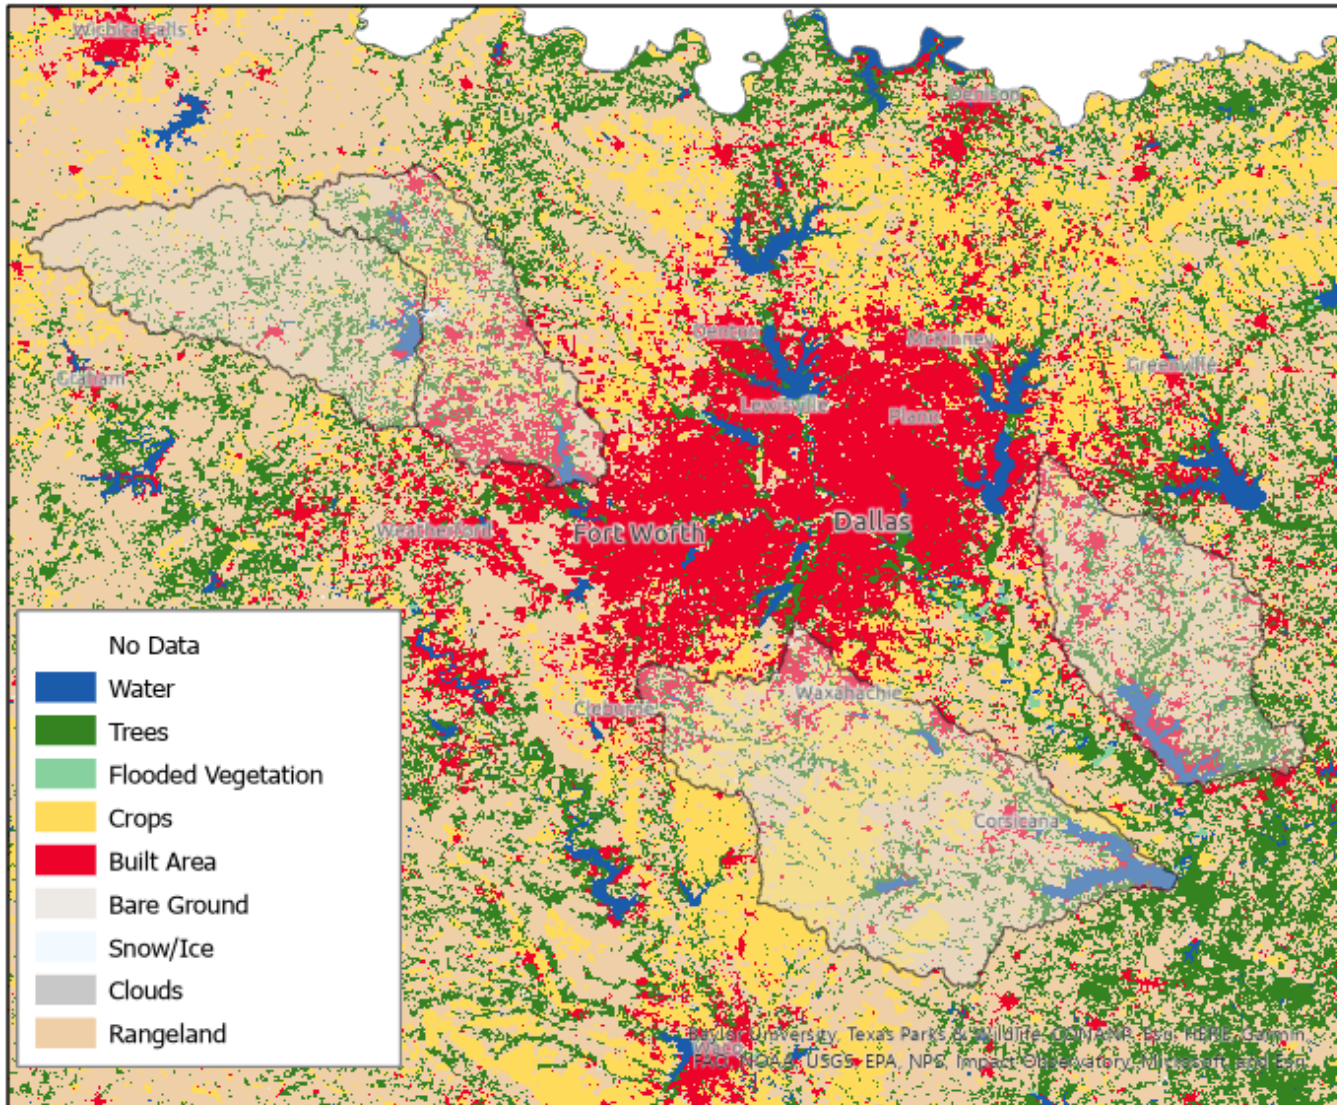 Wichita Falls
Denison
Denton
McKinney
Graham
Greenville
Lewisville
Plano
Weatherford
Fort Worth
Dallas
No Data
Water
Trees
Flooded Vegetation
Crops
Built Area
Bare Ground
Snow/Ice
Clouds
Rangeland
Waxahachie
Cleburne
Corsicana
Baylor University, Texas Parks & Wildlife, CONANP, Esri, HERE, Garmin,
FAO, NOAA, USGS, EPA, NPS, Impact Observatory, Microsoft, and Esri